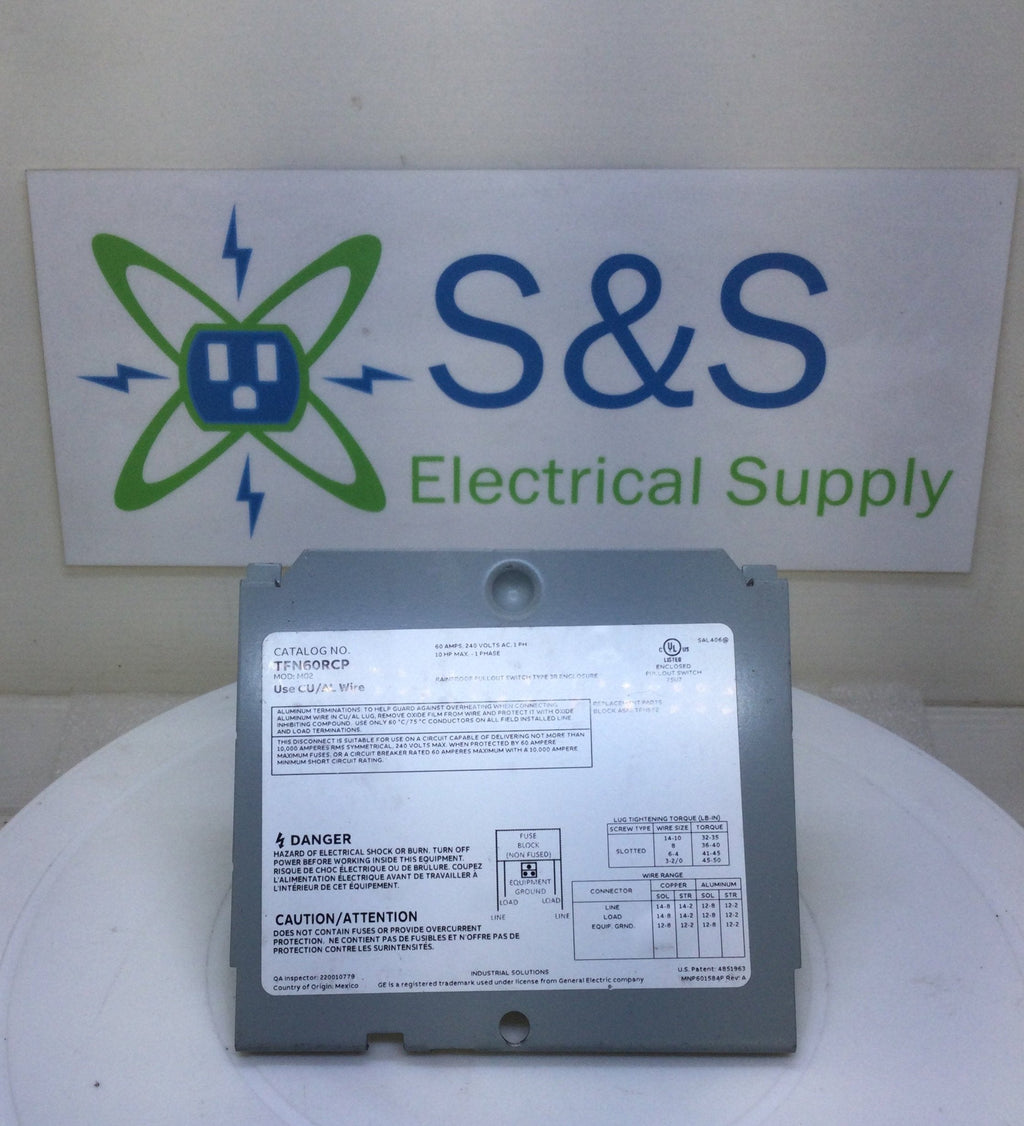 S&S
Electrical Supply
CATALOG NO.
TFN60RCP
MOD: M02
Use CU/AL Wire
60 AMPS, 240 VOLTS AC, 1 PH
10 HP MAX. - 1 PHASE
RAINPROOF PULLOUT SWITCH TYPE 3R ENCLOSURE
C UL US
LISTED
ENCLOSED
PULLOUT SWITCH
SAL406@
ALUMINUM TERMINATIONS: TO HELP GUARD AGAINST OVERHEATING WHEN CONNECTING
ALUMINUM WIRE IN CU/AL LUG, REMOVE OXIDE FILM FROM WIRE AND PROTECT IT WITH OXIDE
INHIBITING COMPOUND. USE ONLY 60 °C/75 °C CONDUCTORS ON ALL FIELD INSTALLED LINE
AND LOAD TERMINATIONS.
THIS DISCONNECT IS SUITABLE FOR USE ON A CIRCUIT CAPABLE OF DELIVERING NOT MORE THAN
10,000 AMPERES RMS SYMMETRICAL, 240 VOLTS MAX. WHEN PROTECTED BY 60 AMPERE
MAXIMUM FUSES, OR A CIRCUIT BREAKER RATED 60 AMPERES MAXIMUM WITH A 10,000 AMPERE
MINIMUM SHORT CIRCUIT RATING.
REPLACEMENT PARTS
BLOCK ASM.
DANGER
HAZARD OF ELECTRICAL SHOCK OR BURN. TURN OFF
POWER BEFORE WORKING INSIDE THIS EQUIPMENT.
RISQUE DE CHOC ÉLECTRIQUE OU DE BRULURE. COUPEZ
L'ALIMENTATION ÉLECTRIQUE AVANT DE TRAVAILLER À
L'INTÉRIEUR DE CET ÉQUIPEMENT.
CAUTION/ATTENTION
DOES NOT CONTAIN FUSES OR PROVIDE OVERCURRENT
PROTECTION. NE CONTIENT PAS DE FUSIBLES ET N'OFFRE PAS DE
PROTECTION CONTRE LES SURINTENSITÉS.
FUSE
BLOCK
(NON FUSED)
EQUIPMENT
GROUND
LOAD LOAD
LINE LINE
LUG TIGHTENING TORQUE (LB-IN)
SCREW TYPE WIRE SIZE TORQUE
SLOTTED
14-10 32-35
8 36-40
6-4 41-45
3-2/0 45-50
WIRE RANGE
CONNECTOR COPPER ALUMINUM
SOL STR SOL STR
LINE 14-8 14-2 12-8 12-2
LOAD 14-8 14-2 12-8 12-2
EQUIP. GRND. 12-8 12-2 12-8 12-2
QA Inspector: 220010779
Country of Origin: Mexico
INDUSTRIAL SOLUTIONS
GE is a registered trademark used under license from General Electric company
U.S. Patent: 4851963
MNP601584P Rev: A